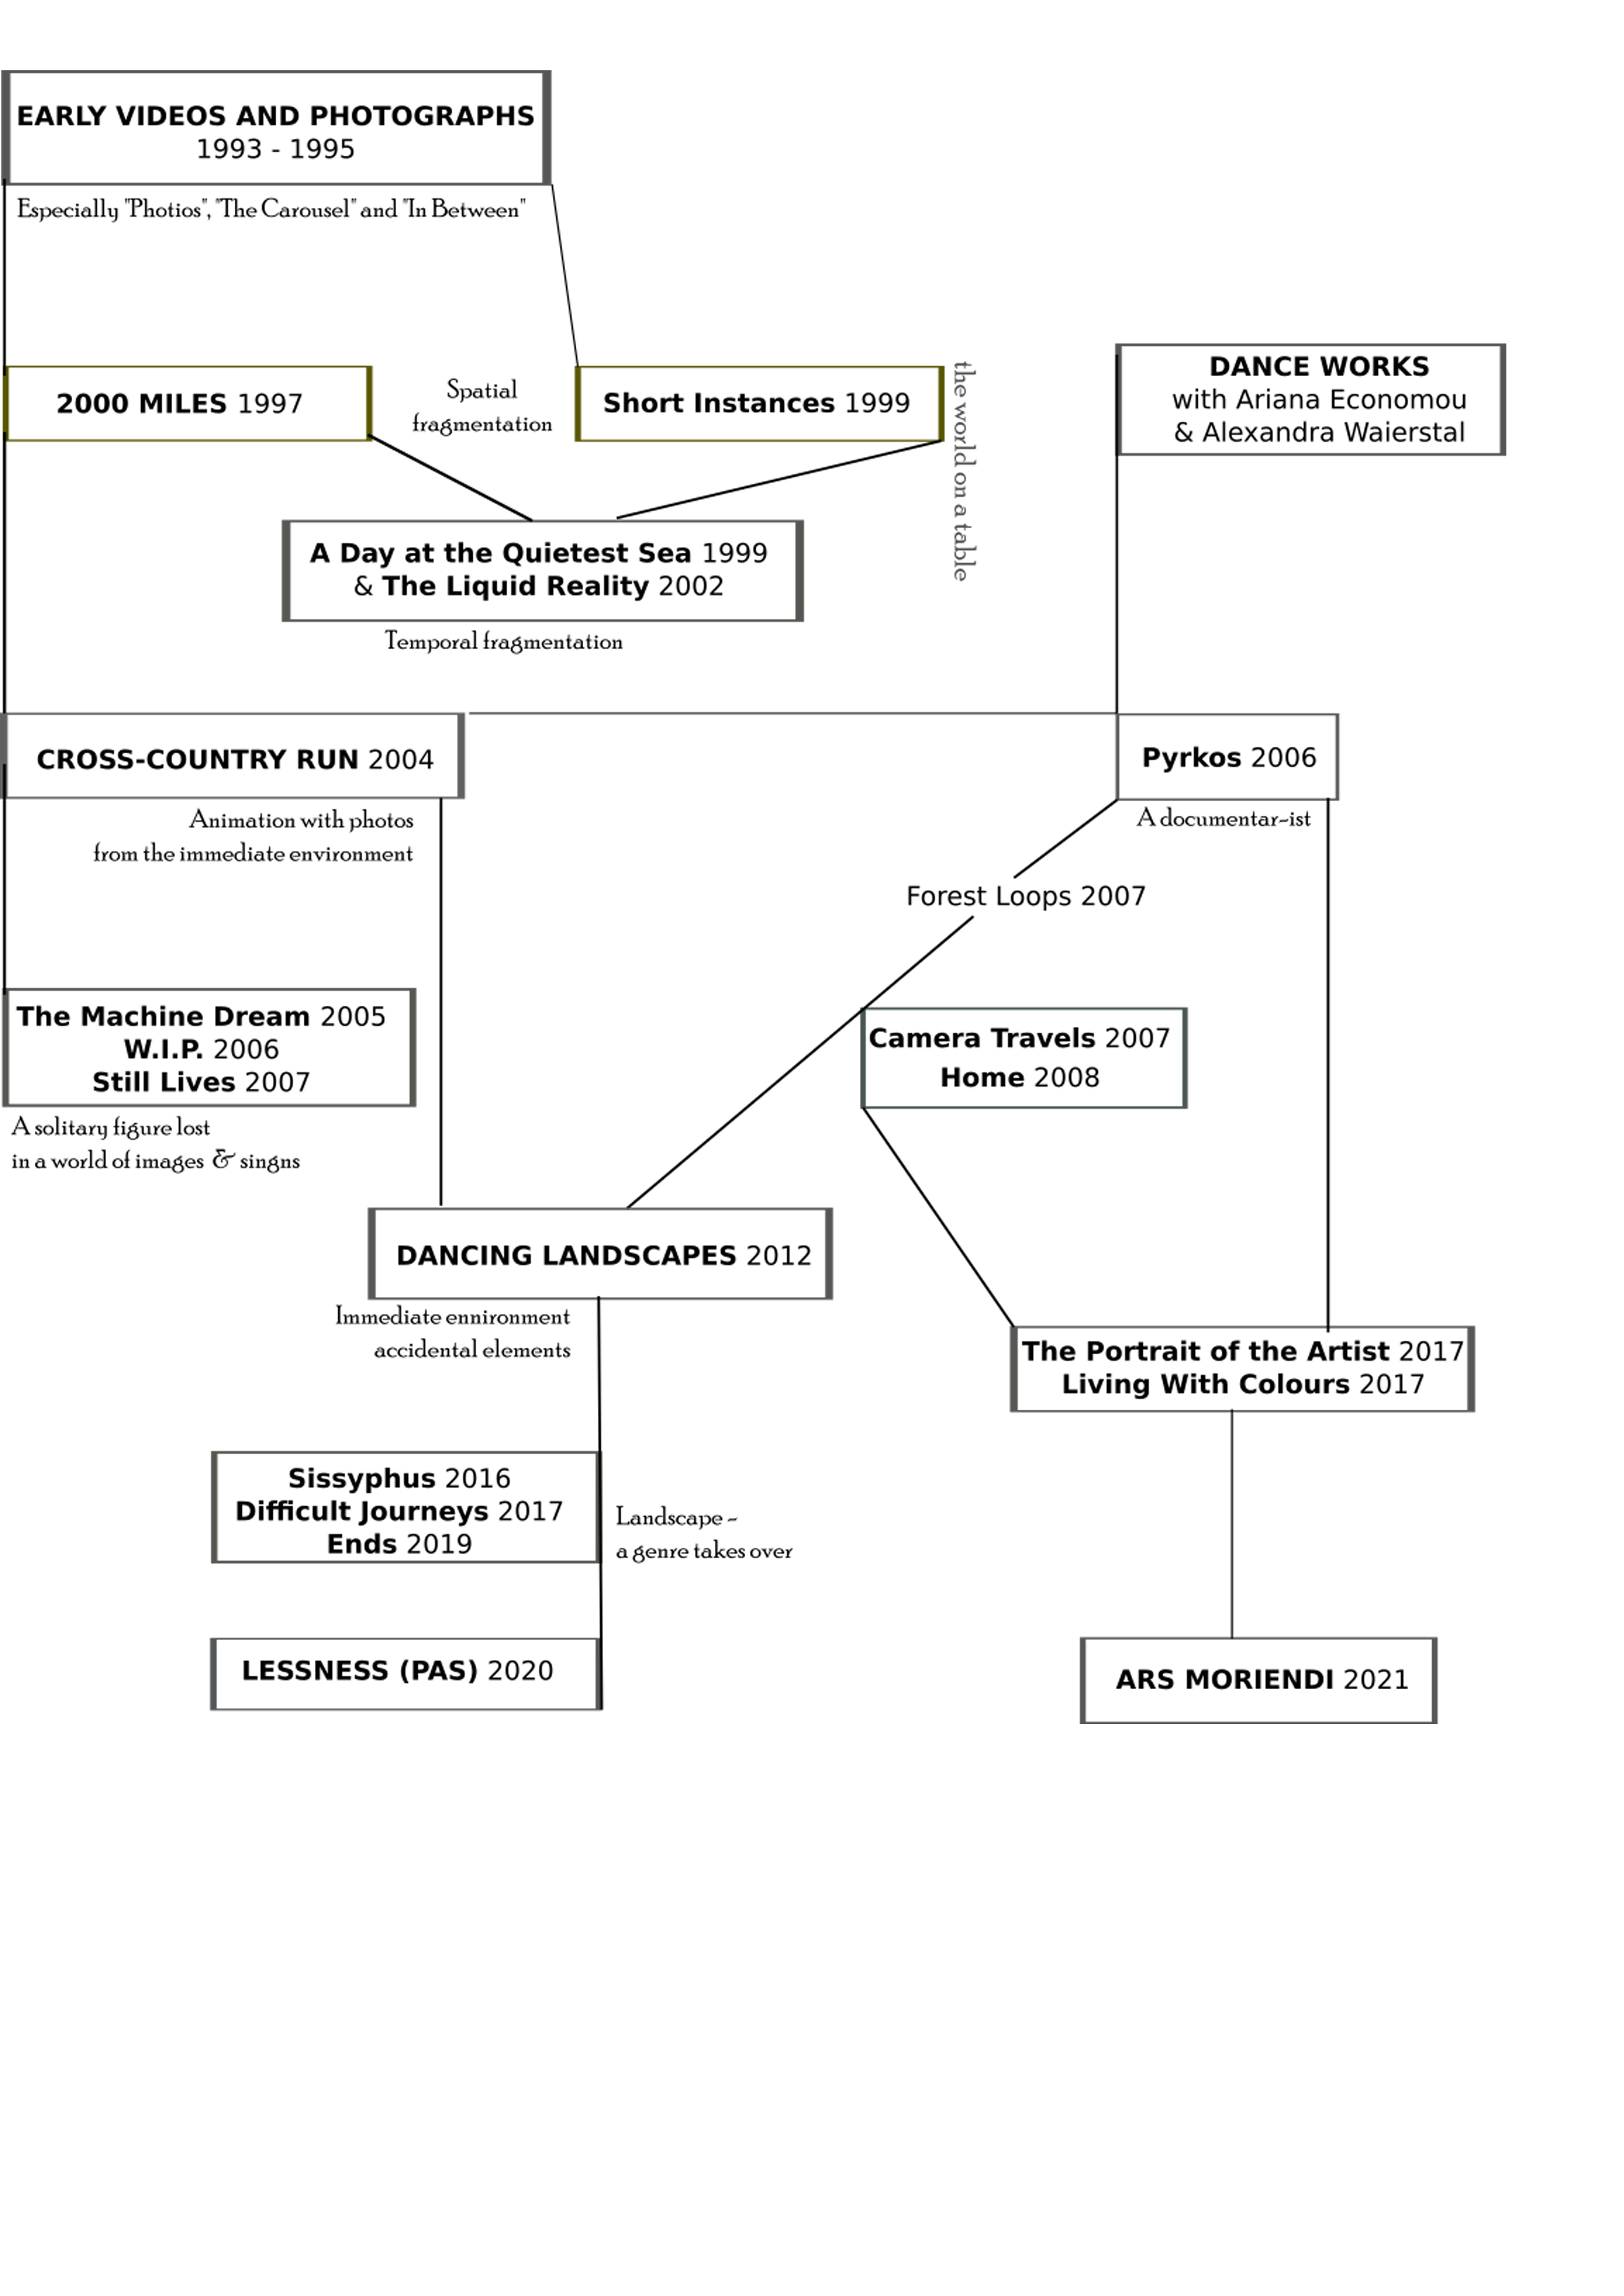 EARLY VIDEOS AND PHOTOGRAPHS
1993 - 1995
Especially "Photios", "The Carousel" and "In Between"
2000 MILES 1997
Spatial
fragmentation
Short Instances 1999
the world on a table
DANCE WORKS
with Ariana Economou
& Alexandra Waierstal
A Day at the Quietest Sea 1999
& The Liquid Reality 2002
Temporal fragmentation
CROSS-COUNTRY RUN 2004
Animation with photos
from the immediate environment
Pyrkos 2006
A documentar-ist
Forest Loops 2007
The Machine Dream 2005
W.I.P. 2006
Still Lives 2007
A solitary figure lost
in a world of images & singns
Camera Travels 2007
Home 2008
DANCING LANDSCAPES 2012
Immediate ennironment
accidental elements
The Portrait of the Artist 2017
Living With Colours 2017
Sissyphus 2016
Difficult Journeys 2017
Ends 2019
Landscape -
a genre takes over
LESSNESS (PAS) 2020
ARS MORIENDI 2021